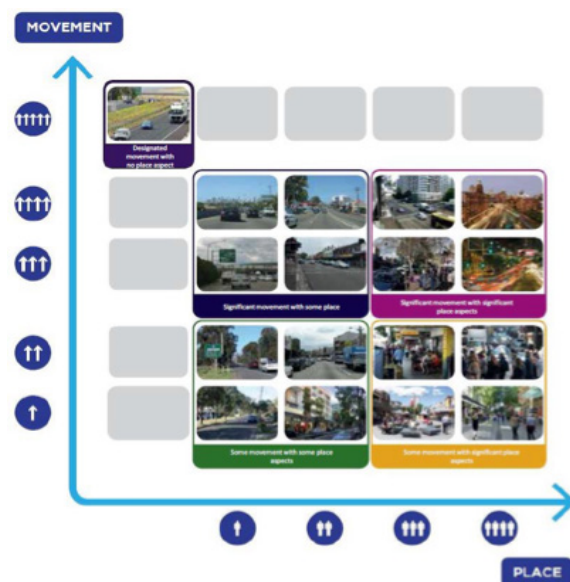 MOVEMENT
Designated
movement with
no place aspect
Significant movement with some place
Significant movement with significant
place aspects
Some movement with some place
aspects
Some movement with significant place
aspects
PLACE